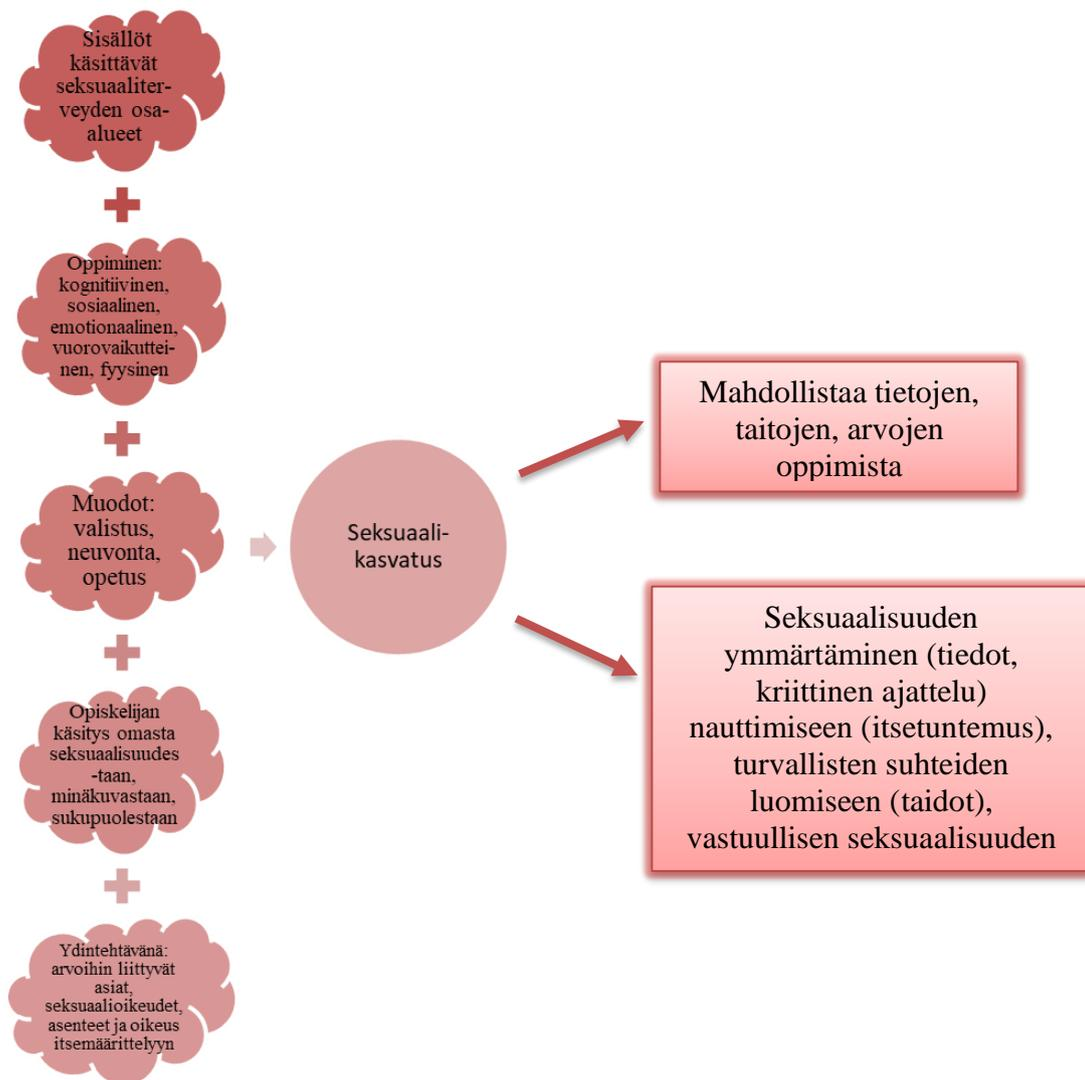 Sisällöt
käsittävät
seksuaaliter-
veyden osa-
alueet
Oppiminen:
kognitiivinen,
sosiaalinen,
emotionaalinen,
vuorovaikuttei-
nen, fyysinen
Muodot:
valistus,
neuvonta,
opetus
Opiskelijan
käsitys omasta
seksuaalisuudes
-taan,
minäkuvastaan,
sukupuolestaan
Ydintehtävänä:
arvoihin liittyvät
asiat,
seksuaalioikeudet,
asenteet ja oikeus
itsemäärittelyyn
Seksuaali-
kasvatus
Mahdollistaa tietojen,
taitojen, arvojen
oppimista
Seksuaalisuuden
ymmärtäminen (tiedot,
kriittinen ajattelu)
nauttimiseen (itsetuntemus),
turvallisten suhteiden
luomiseen (taidot),
vastuullisen seksuaalisuuden